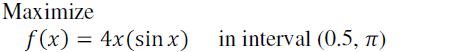 Maximize
f(x) = 4x(sin x) in interval (0.5, π)